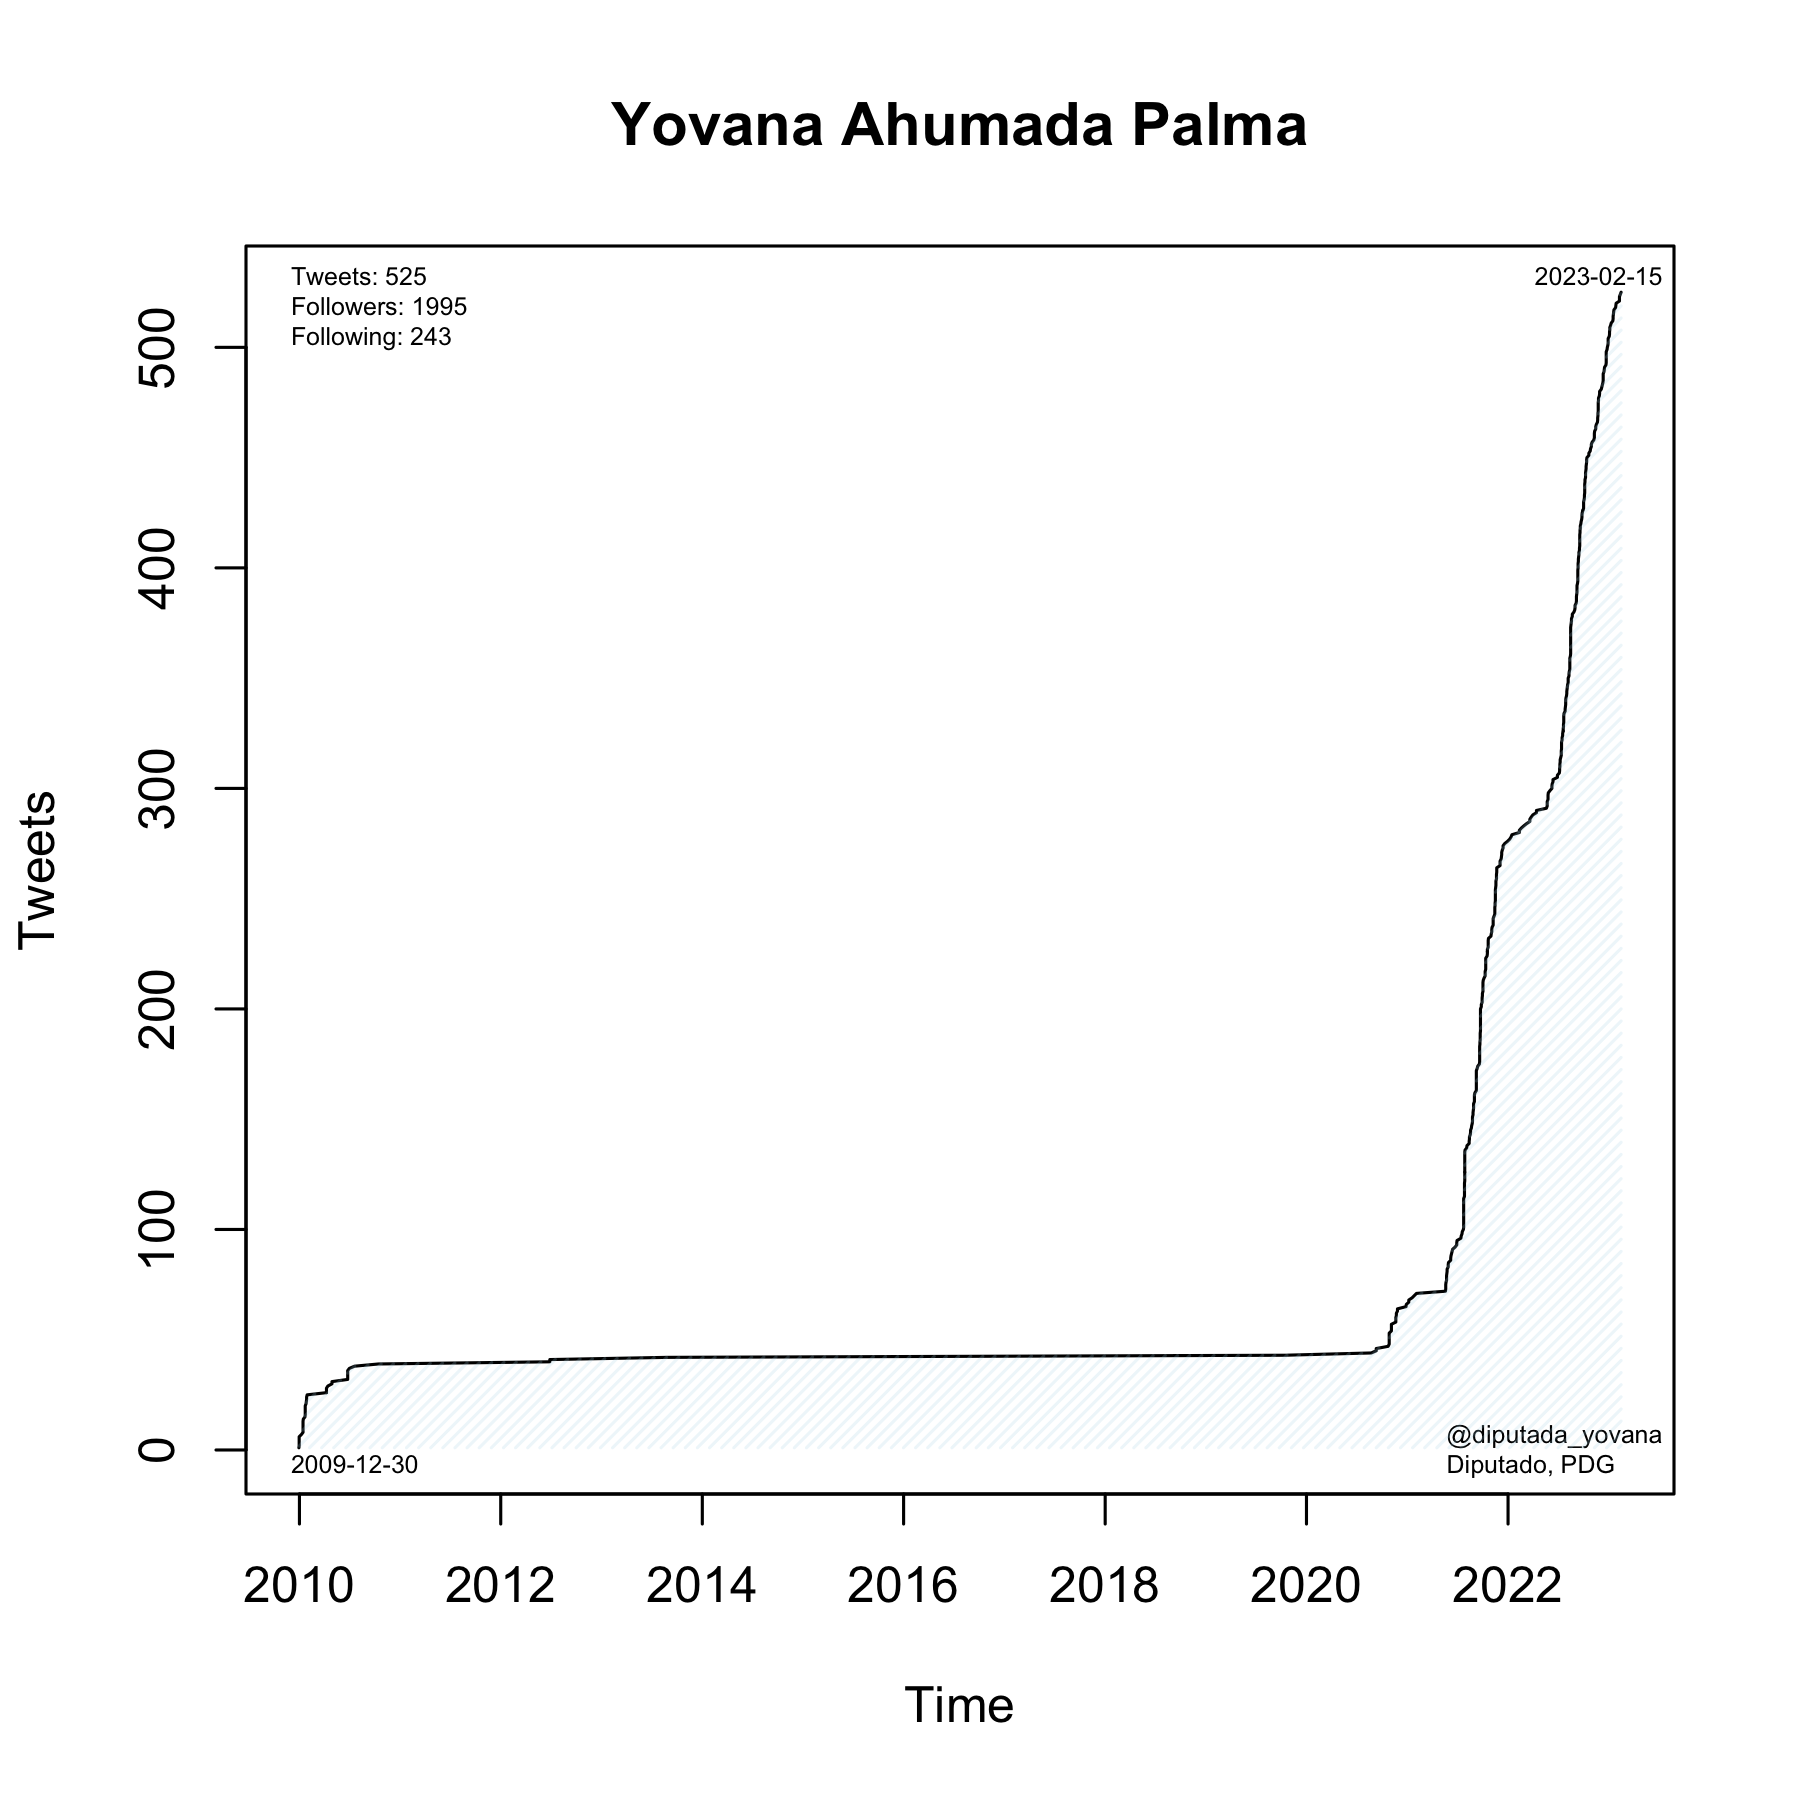 Yovana Ahumada Palma
Tweets: 525
Followers: 1995
Following: 243
2023-02-15
Tweets
500
400
300
200
100
0
2009-12-30
@diputada_yovana
Diputado, PDG
2010 2012 2014 2016 2018 2020 2022
Time